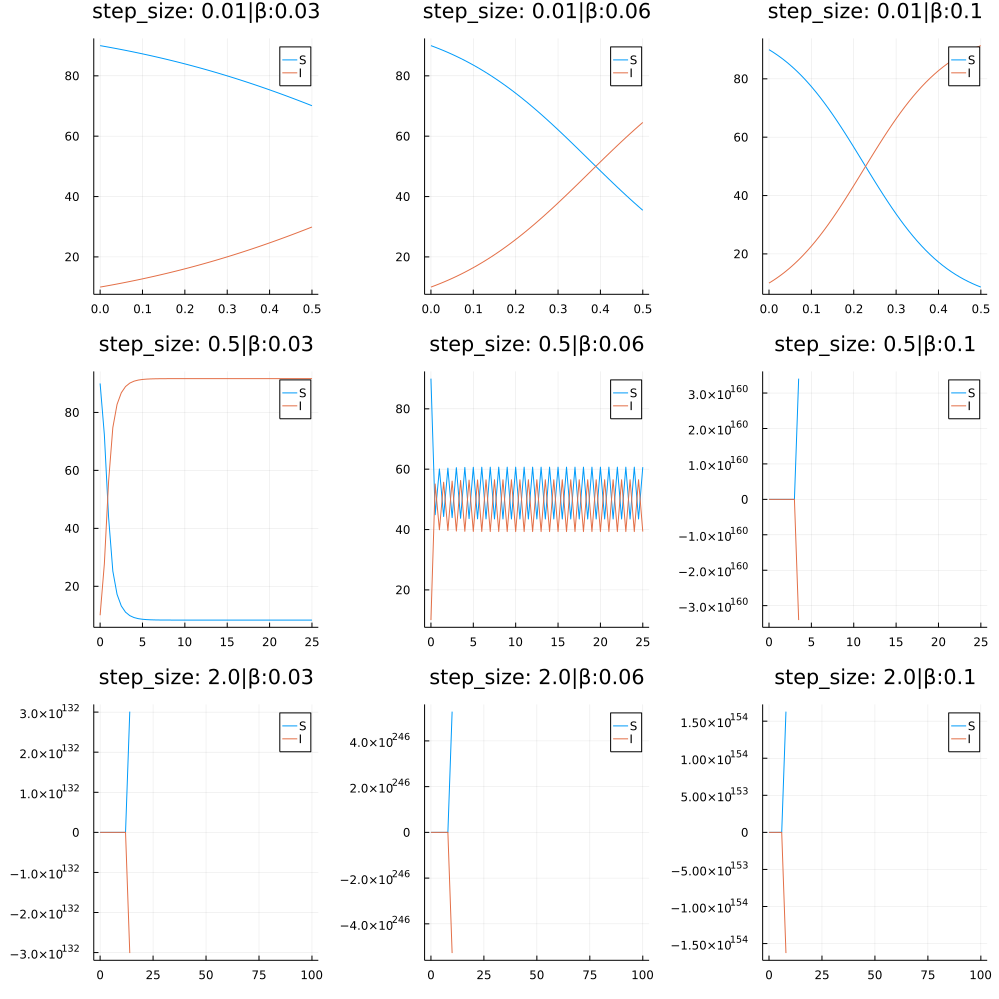 step_size: 0.01|β:0.03
S
I
80
60
40
20
0.0 0.1 0.2 0.3 0.4 0.5
step_size: 0.01|β:0.06
S
I
80
60
40
20
0.0 0.1 0.2 0.3 0.4 0.5
step_size: 0.01|β:0.1
S
I
80
60
40
20
0.0 0.1 0.2 0.3 0.4 0.5
step_size: 0.5|β:0.03
S
I
80
60
40
20
0 5 10 15 20 25
step_size: 0.5|β:0.06
S
I
80
60
40
20
0 5 10 15 20 25
step_size: 0.5|β:0.1
S
I
3.0×10¹⁶⁰
2.0×10¹⁶⁰
1.0×10¹⁶⁰
0
−1.0×10¹⁶⁰
−2.0×10¹⁶⁰
−3.0×10¹⁶⁰
0 5 10 15 20 25
step_size: 2.0|β:0.03
S
I
3.0×10¹³²
2.0×10¹³²
1.0×10¹³²
0
−1.0×10¹³²
−2.0×10¹³²
−3.0×10¹³²
0 25 50 75 100
step_size: 2.0|β:0.06
S
I
4.0×10²⁴⁶
2.0×10²⁴⁶
0
−2.0×10²⁴⁶
−4.0×10²⁴⁶
0 25 50 75 100
step_size: 2.0|β:0.1
S
I
1.50×10¹⁵⁴
1.00×10¹⁵⁴
5.00×10¹⁵³
0
−5.00×10¹⁵³
−1.00×10¹⁵⁴
−1.50×10¹⁵⁴
0 25 50 75 100